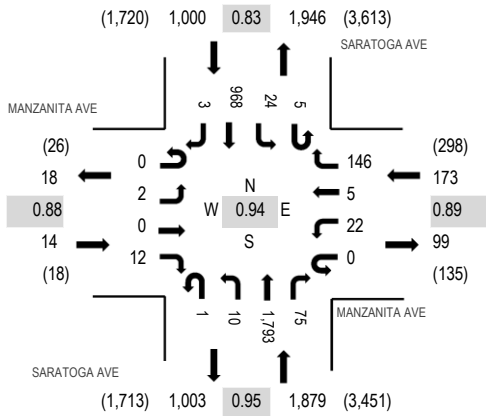 (1,720) 1,000 0.83 1,946 (3,613)
SARATOGA AVE
3 968 24 5
MANZANITA AVE
(26)
18
0.88
14
(18)
0
2
0
12
N
W 0.94 E
S
146
5
22
0
(298)
173
0.89
99
(135)
1 10 1,793 75
MANZANITA AVE
SARATOGA AVE
(1,713) 1,003 0.95 1,879 (3,451)